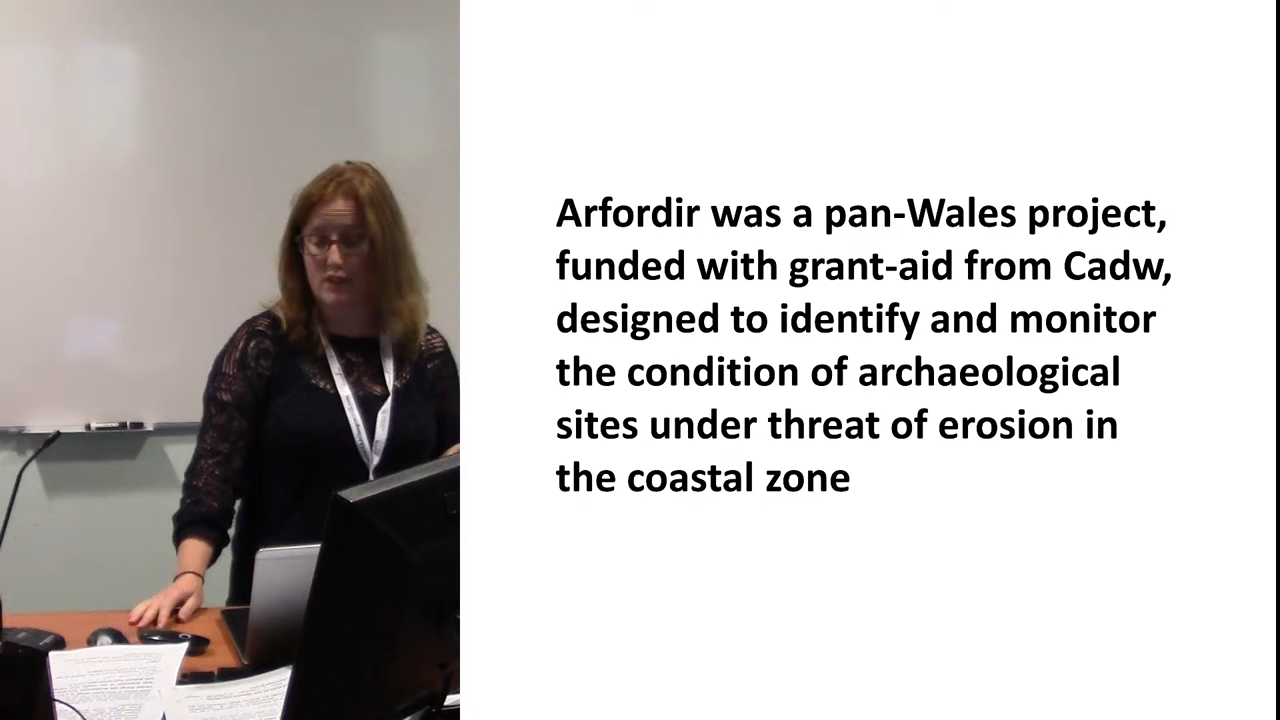 Arfordir was a pan-Wales project,
funded with grant-aid from Cadw,
designed to identify and monitor
the condition of archaeological
sites under threat of erosion in
the coastal zone